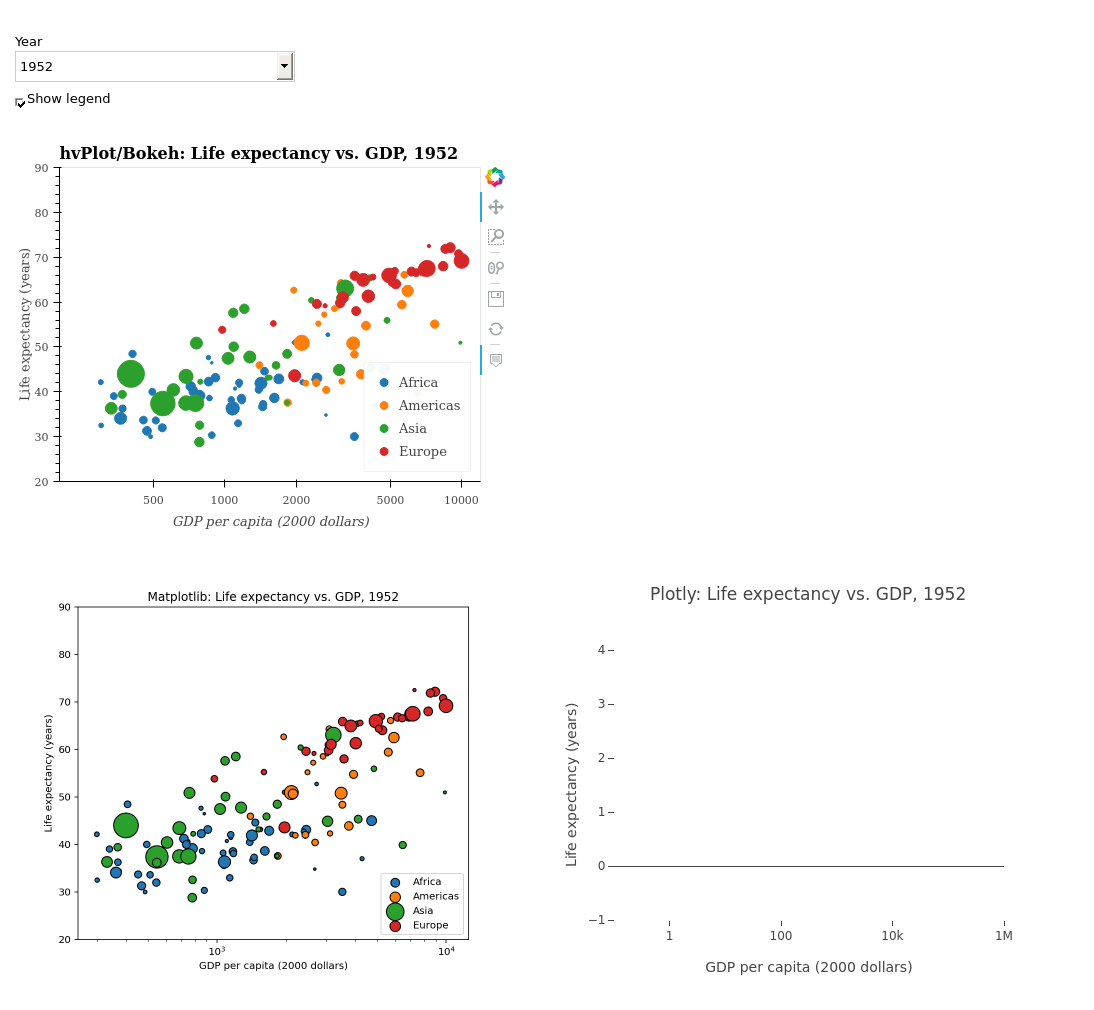 Year
1952
Show legend
hvPlot/Bokeh: Life expectancy vs. GDP, 1952
90
80
70
60
50
40
30
20
Life expectancy (years)
Africa
Americas
Asia
Europe
500 1000 2000 5000 10000
GDP per capita (2000 dollars)
Matplotlib: Life expectancy vs. GDP, 1952
90
80
70
60
50
40
30
20
Life expectancy (years)
Africa
Americas
Asia
Europe
10³ 10⁴
GDP per capita (2000 dollars)
Plotly: Life expectancy vs. GDP, 1952
4
3
2
1
0
−1
Life expectancy (years)
1 100 10k 1M
GDP per capita (2000 dollars)